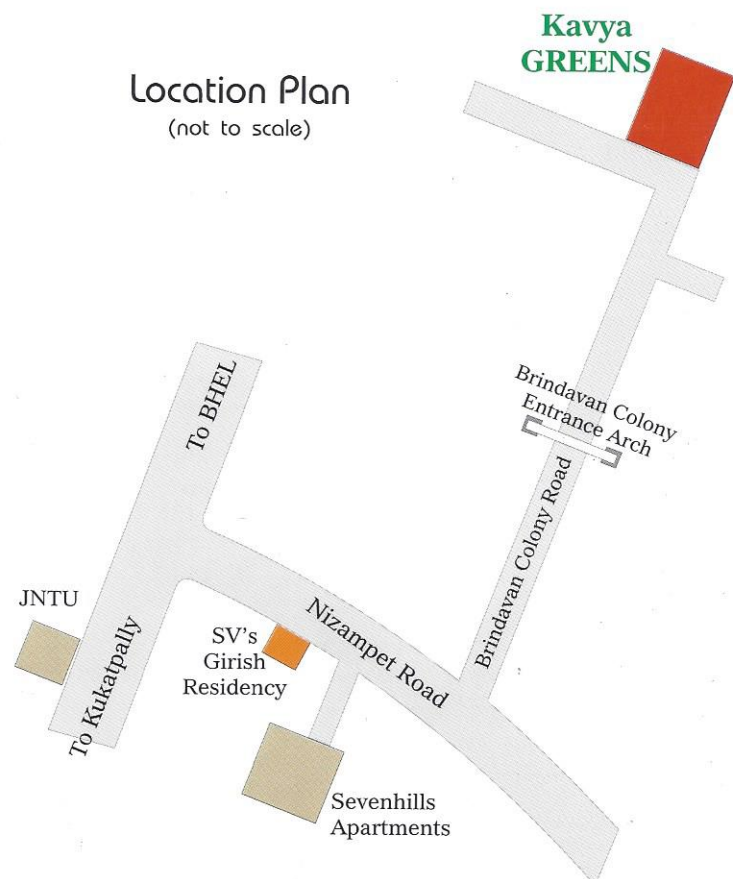 Kavya
GREENS
Location Plan
(not to scale)
To BHEL
Brindavan Colony
Entrance Arch
Brindavan Colony Road
JNTU
To Kukatpally
SV's
Girish
Residency
Nizampet Road
Sevenhills
Apartments